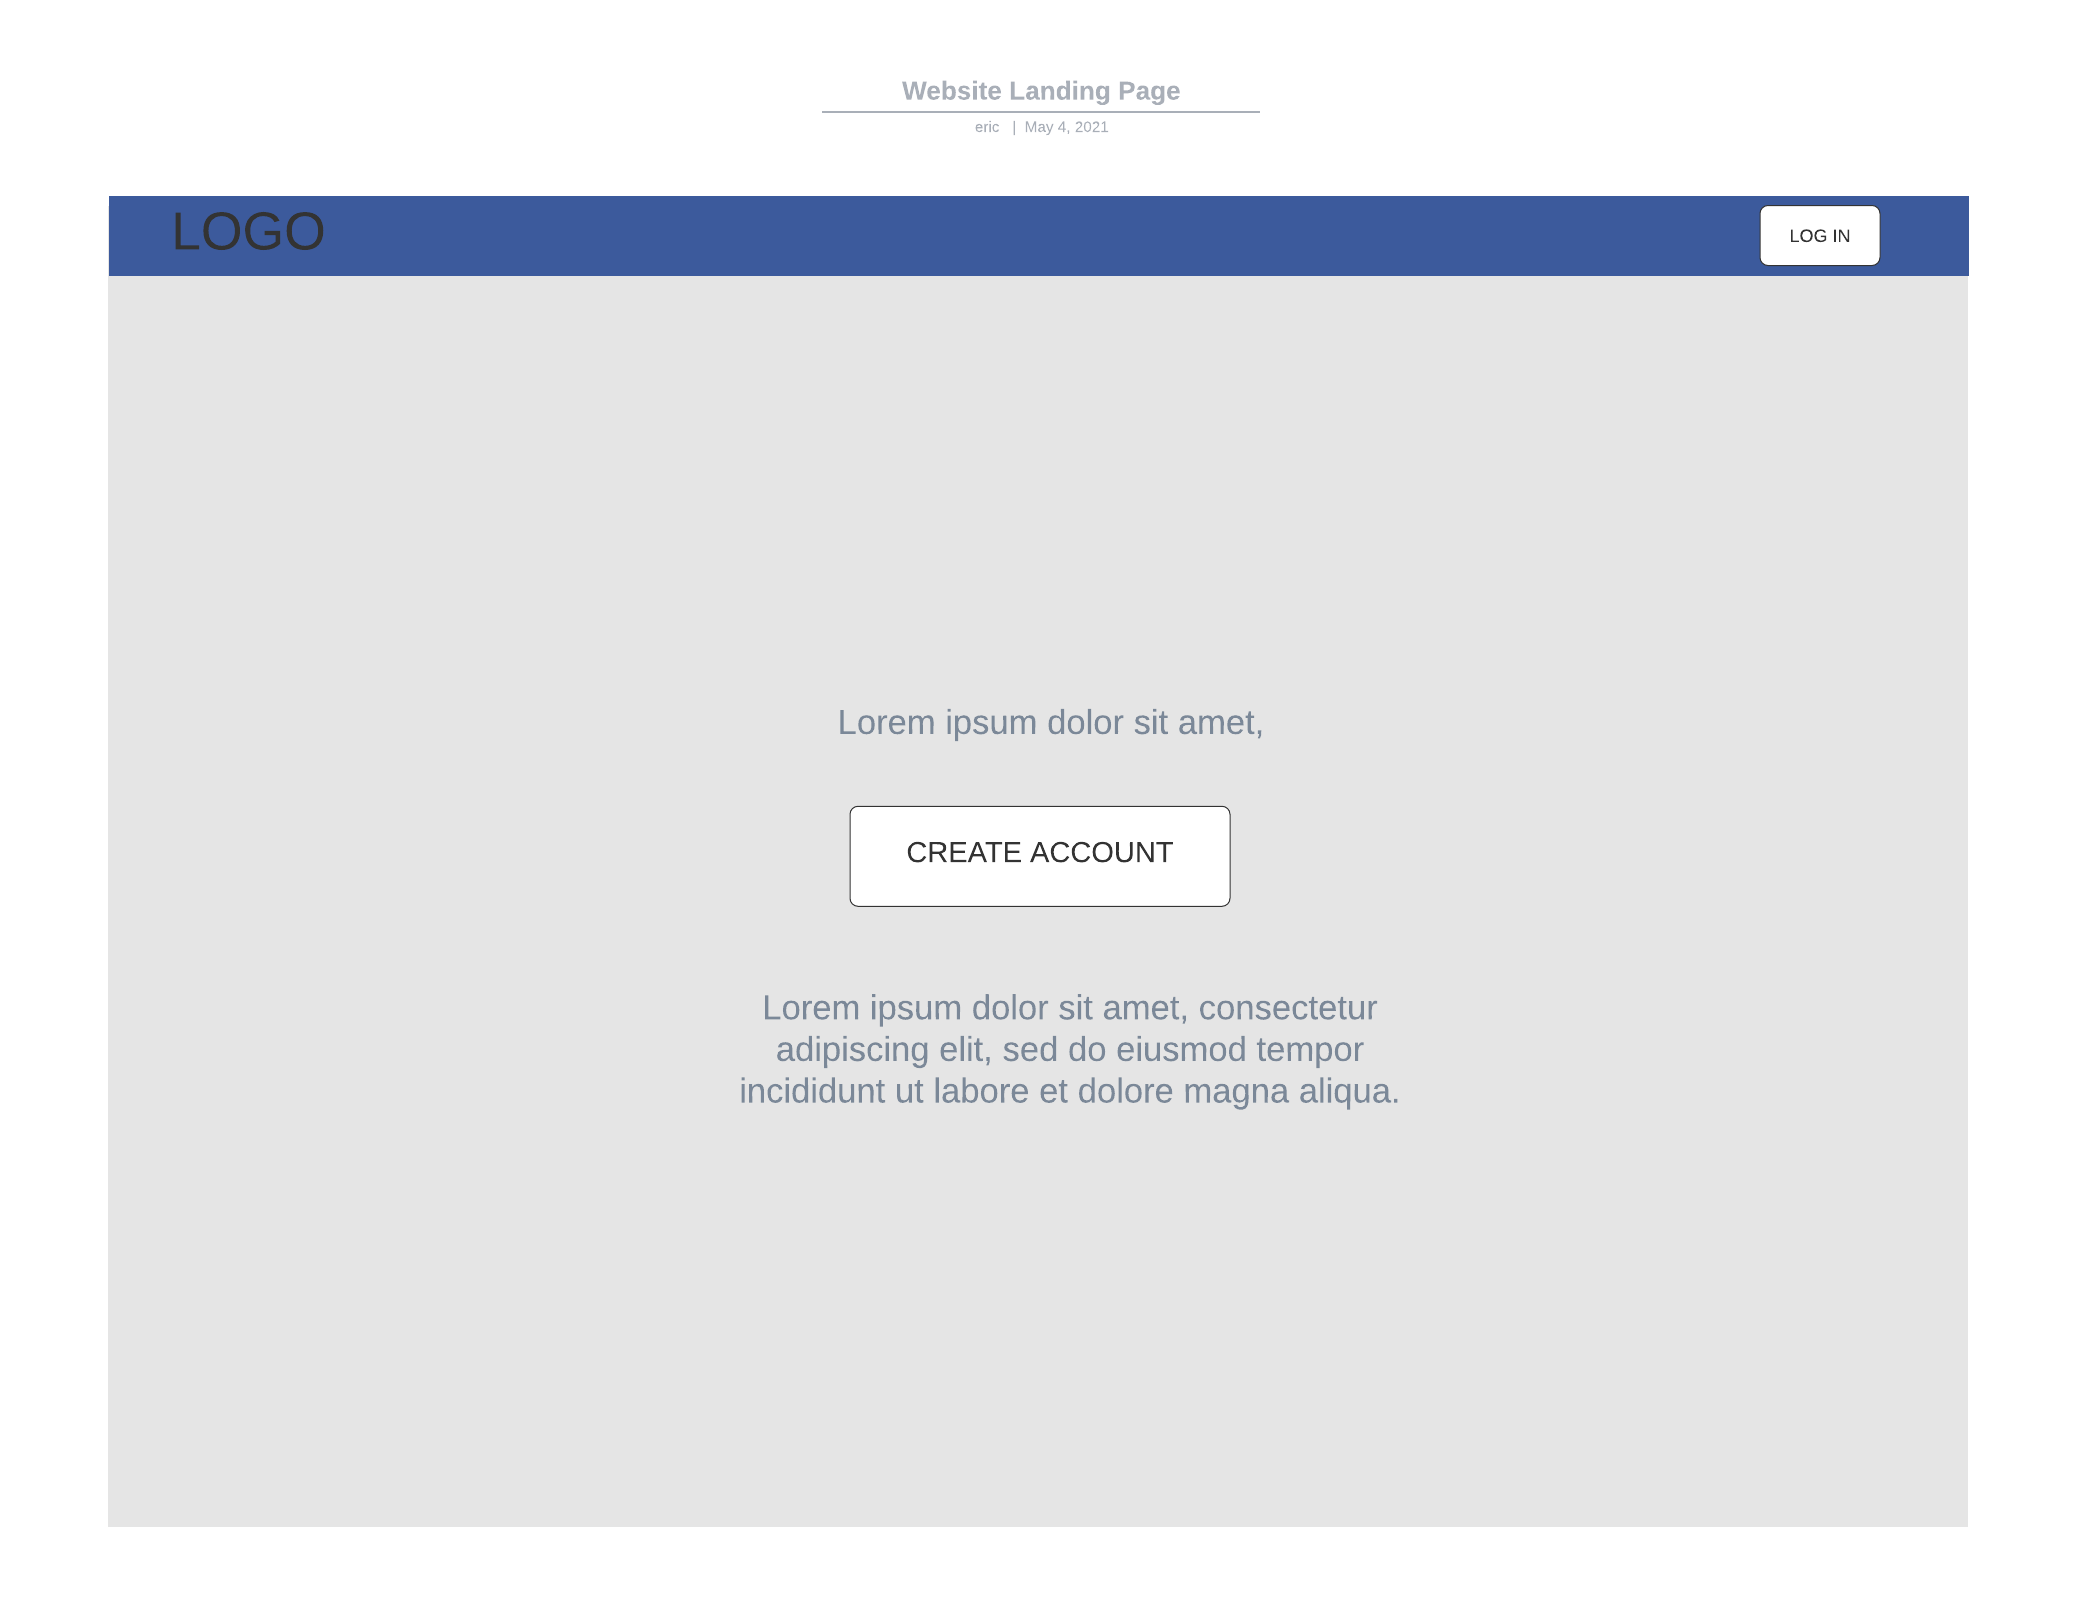 Website Landing Page
eric | May 4, 2021
LOGO
LOG IN
Lorem ipsum dolor sit amet,
CREATE ACCOUNT
Lorem ipsum dolor sit amet, consectetur
adipiscing elit, sed do eiusmod tempor
incididunt ut labore et dolore magna aliqua.